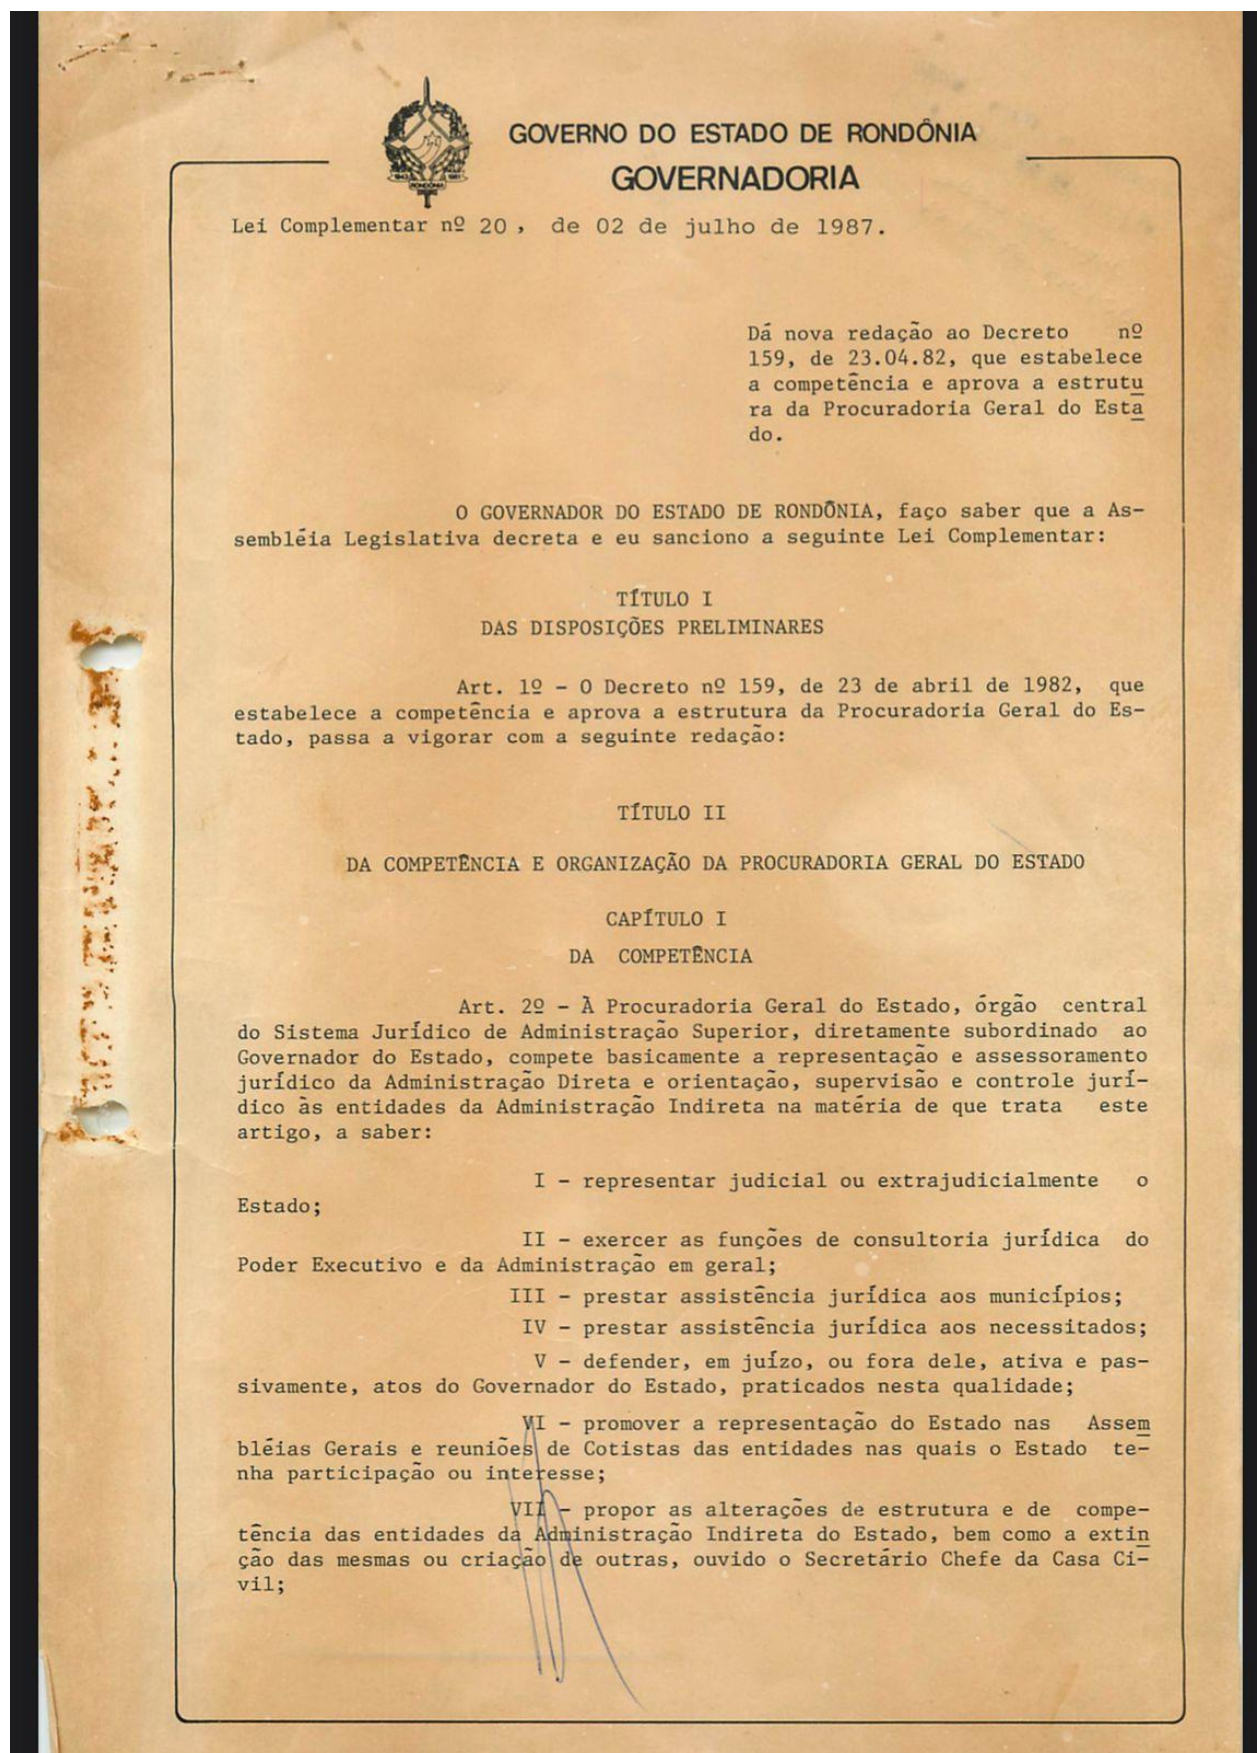 GOVERNO DO ESTADO DE RONDÔNIA
GOVERNADORIA
RONDÔNIA
Lei Complementar nº 20 , de 02 de julho de 1987.
Dá nova redação ao Decreto nº
159, de 23.04.82, que estabelece
a competência e aprova a estrutu
ra da Procuradoria Geral do Esta
do.
O GOVERNADOR DO ESTADO DE RONDÔNIA, faço saber que a As-
sembléia Legislativa decreta e eu sanciono a seguinte Lei Complementar:
TÍTULO I
DAS DISPOSIÇÕES PRELIMINARES
Art. 1º - O Decreto nº 159, de 23 de abril de 1982, que
estabelece a competência e aprova a estrutura da Procuradoria Geral do Es-
tado, passa a vigorar com a seguinte redação:
TÍTULO II
DA COMPETÊNCIA E ORGANIZAÇÃO DA PROCURADORIA GERAL DO ESTADO
CAPÍTULO I
DA COMPETÊNCIA
Art. 2º - À Procuradoria Geral do Estado, órgão central
do Sistema Jurídico de Administração Superior, diretamente subordinado ao
Governador do Estado, compete basicamente a representação e assessoramento
jurídico da Administração Direta e orientação, supervisão e controle jurí-
dico às entidades da Administração Indireta na matéria de que trata este
artigo, a saber:
I - representar judicial ou extrajudicialmente o
Estado;
II - exercer as funções de consultoria jurídica do
Poder Executivo e da Administração em geral;
III - prestar assistência jurídica aos municípios;
IV - prestar assistência jurídica aos necessitados;
V - defender, em juízo, ou fora dele, ativa e pas-
sivamente, atos do Governador do Estado, praticados nesta qualidade;
VI - promover a representação do Estado nas Assem
bléias Gerais e reuniões de Cotistas das entidades nas quais o Estado te-
nha participação ou interesse;
VII - propor as alterações de estrutura e de compe-
tência das entidades da Administração Indireta do Estado, bem como a extin
ção das mesmas ou criação de outras, ouvido o Secretário Chefe da Casa Ci-
vil;